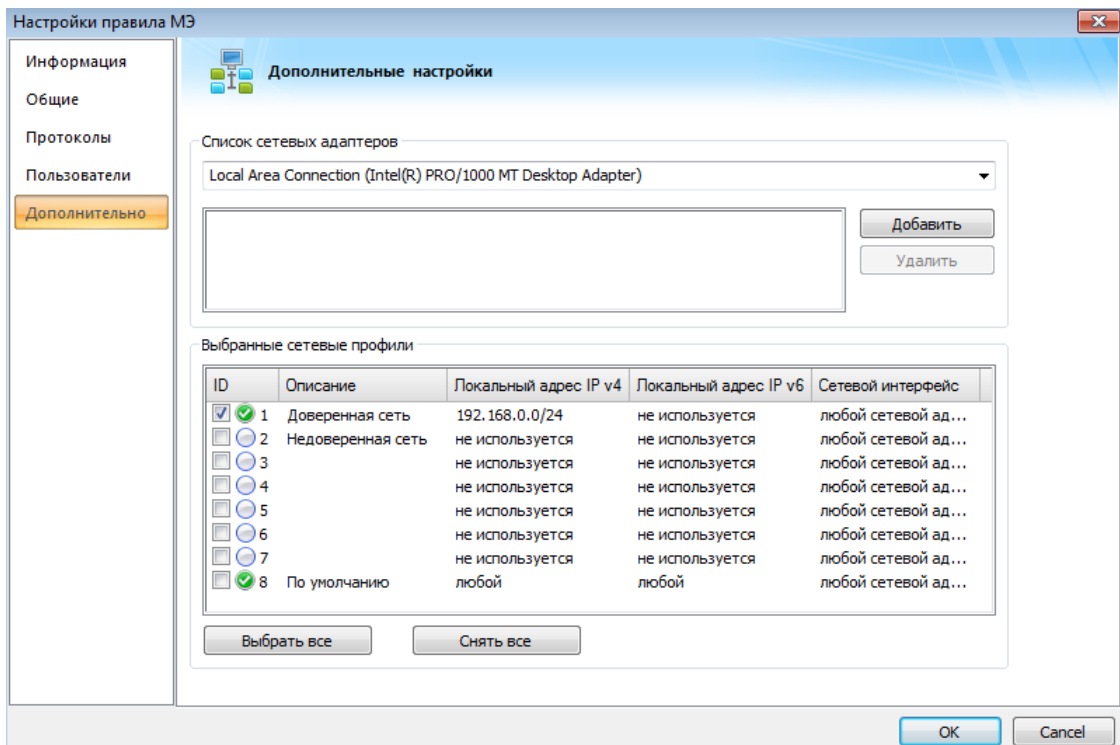 Настройки правила МЭ
Информация
Общие
Протоколы
Пользователи
Дополнительно
Дополнительные настройки
Список сетевых адаптеров
Local Area Connection (Intel(R) PRO/1000 MT Desktop Adapter)
Добавить
Удалить
Выбранные сетевые профили
ID Описание Локальный адрес IP v4 Локальный адрес IP v6 Сетевой интерфейс
1 Доверенная сеть 192.168.0.0/24 не используется любой сетевой ад...
2 Недоверенная сеть не используется не используется любой сетевой ад...
3 не используется не используется любой сетевой ад...
4 не используется не используется любой сетевой ад...
5 не используется не используется любой сетевой ад...
6 не используется не используется любой сетевой ад...
7 не используется не используется любой сетевой ад...
8 По умолчанию любой любой любой сетевой ад...
Выбрать все Снять все
OK Cancel